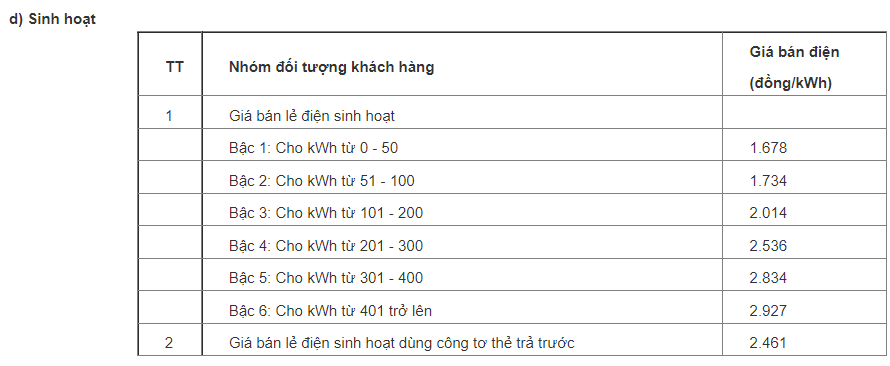 d) Sinh hoạt
TT Nhóm đối tượng khách hàng Giá bán điện
(đồng/kWh)
1 Giá bán lẻ điện sinh hoạt
Bậc 1: Cho kWh từ 0 - 50 1.678
Bậc 2: Cho kWh từ 51 - 100 1.734
Bậc 3: Cho kWh từ 101 - 200 2.014
Bậc 4: Cho kWh từ 201 - 300 2.536
Bậc 5: Cho kWh từ 301 - 400 2.834
Bậc 6: Cho kWh từ 401 trở lên 2.927
2 Giá bán lẻ điện sinh hoạt dùng công tơ thẻ trả trước 2.461